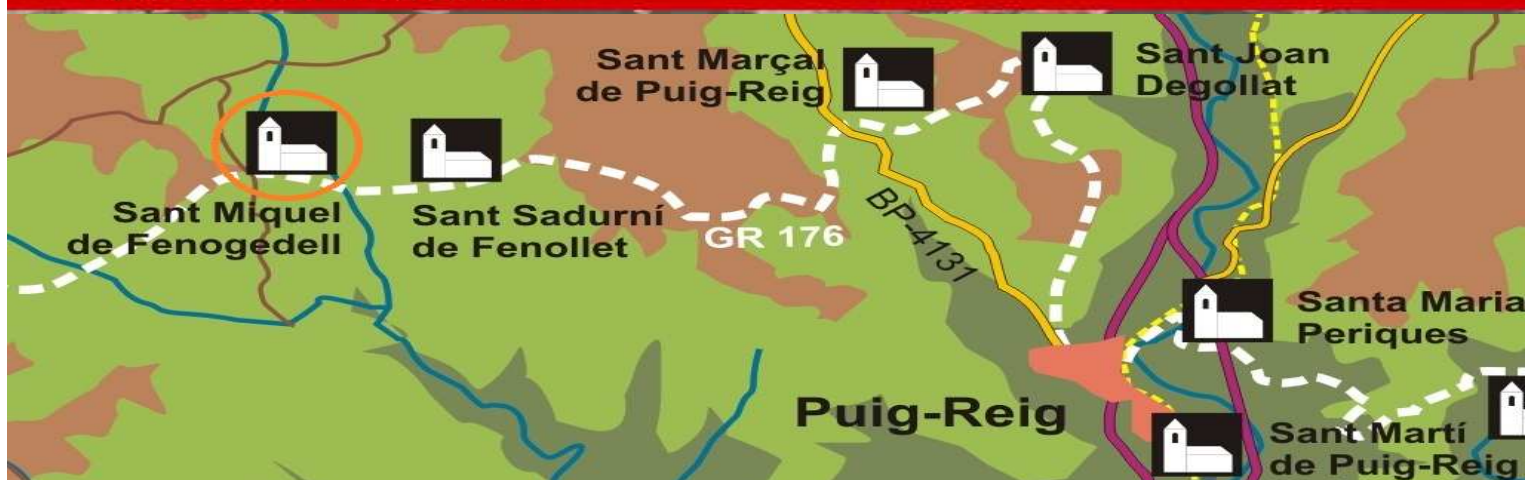 Sant Marçal
de Puig-Reig
Sant Joan
Degollat
Sant Miquel
de Fenogedell
Sant Sadurní
de Fenollet
GR 176
BP-4131
Santa Maria
Periques
Puig-Reig
Sant Martí
de Puig-Reig